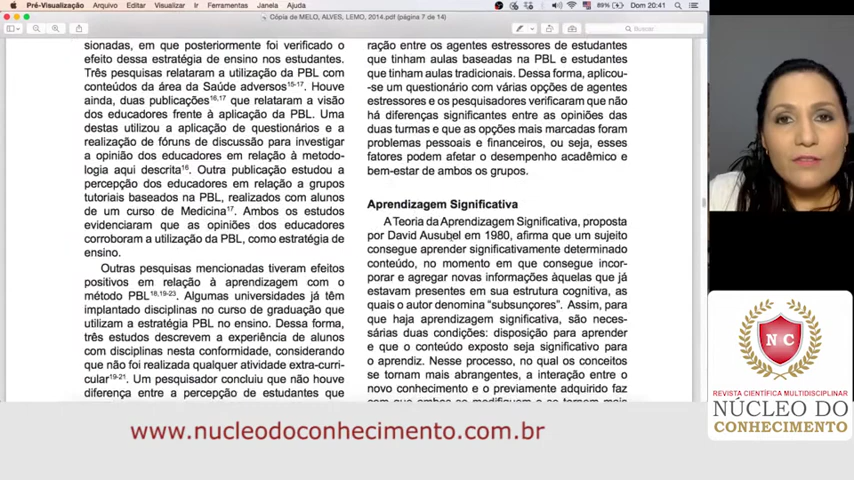 Pré-Visualização Arquivo Editar Visualizar Ir Ferramentas Janela Ajuda
89% Dom 20:41
Cópia de MELO, ALVES, LEMO, 2014.pdf (página 7 de 14)
Buscar
sionadas, em que posteriormente foi verificado o
efeito dessa estratégia de ensino nos estudantes.
Três pesquisas relataram a utilização da PBL com
conteúdos da área da Saúde adversos15-17. Houve
ainda, duas publicações16,17 que relataram a visão
dos educadores frente à aplicação da PBL. Uma
destas utilizou a aplicação de questionários e a
realização de fóruns de discussão para investigar
a opinião dos educadores em relação à metodo-
logia aqui descrita16. Outra publicação estudou a
percepção dos educadores em relação a grupos
tutoriais baseados na PBL, realizados com alunos
de um curso de Medicina17. Ambos os estudos
evidenciaram que as opiniões dos educadores
corroboram a utilização da PBL, como estratégia de
ensino.
Outras pesquisas mencionadas tiveram efeitos
positivos em relação à aprendizagem com o
método PBL18,19-23. Algumas universidades já têm
implantado disciplinas no curso de graduação que
utilizam a estratégia PBL no ensino. Dessa forma,
três estudos descrevem a experiência de alunos
com disciplinas nesta conformidade, considerando
que não foi realizada qualquer atividade extra-curri-
cular19-21. Um pesquisador concluiu que não houve
diferença entre a percepção de estudantes que
ração entre os agentes estressores de estudantes
que tinham aulas baseadas na PBL e estudantes
que tinham aulas tradicionais. Dessa forma, aplicou-
-se um questionário com várias opções de agentes
estressores e os pesquisadores verificaram que não
há diferenças significantes entre as opiniões das
duas turmas e que as opções mais marcadas foram
problemas pessoais e financeiros, ou seja, esses
fatores podem afetar o desempenho acadêmico e
bem-estar de ambos os grupos.
Aprendizagem Significativa
A Teoria da Aprendizagem Significativa, proposta
por David Ausubel em 1980, afirma que um sujeito
consegue aprender significativamente determinado
conteúdo, no momento em que consegue incor-
porar e agregar novas informações àquelas que já
estavam presentes em sua estrutura cognitiva, as
quais o autor denomina “subsunçores”. Assim, para
que haja aprendizagem significativa, são neces-
sárias duas condições: disposição para aprender
e que o conteúdo exposto seja significativo para
o aprendiz. Nesse processo, no qual os conceitos
se tornam mais abrangentes, a interação entre o
novo conhecimento e o previamente adquirido faz
com que ambos se modifiquem e se tornem mais
NC
REVISTA CIENTÍFICA MULTIDISCIPLINAR
NÚCLEO DO
CONHECIMENTO
www.nucleodoconhecimento.com.br